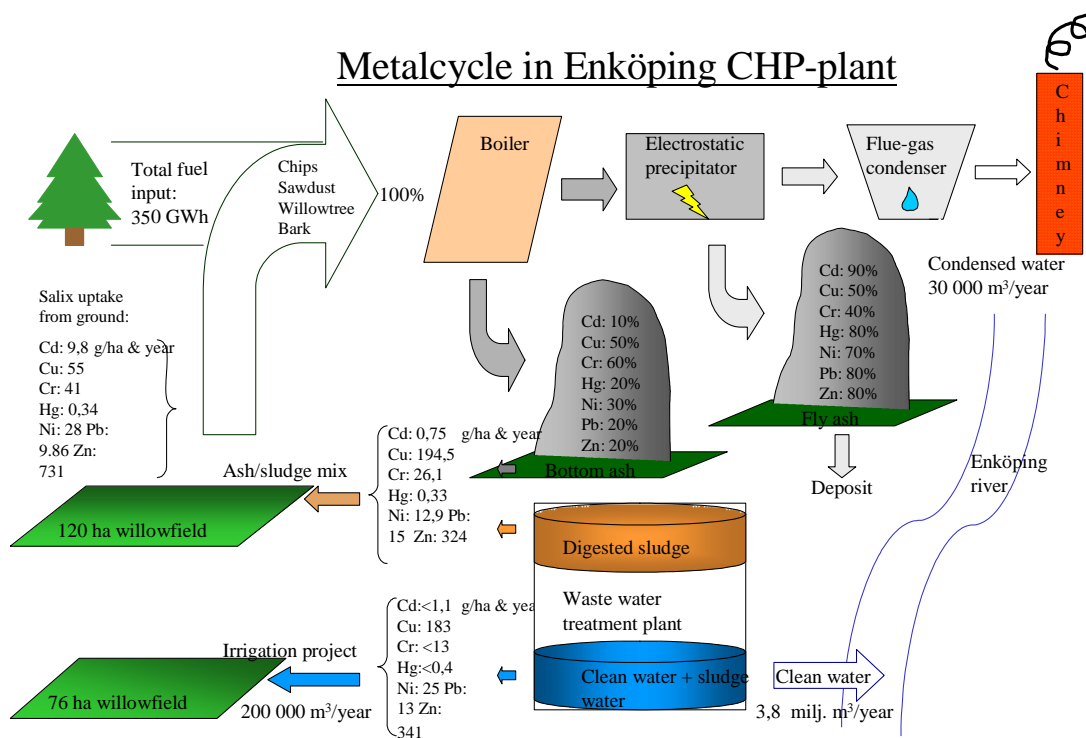 Metalcycle in Enköping CHP-plant
Total fuel
input:
350 GWh
Chips
Sawdust
Willowtree
Bark
100%
Boiler
Electrostatic
precipitator
Flue-gas
condenser
Chimney
Condensed water
30 000 m³/year
Salix uptake
from ground:
Cd: 9,8 g/ha & year
Cu: 55
Cr: 41
Hg: 0,34
Ni: 28 Pb:
9.86 Zn:
731
Cd: 10%
Cu: 50%
Cr: 60%
Hg: 20%
Ni: 30%
Pb: 20%
Zn: 20%
Bottom ash
Cd: 90%
Cu: 50%
Cr: 40%
Hg: 80%
Ni: 70%
Pb: 80%
Zn: 80%
Fly ash
Deposit
Enköping
river
Ash/sludge mix
Cd: 0,75 g/ha & year
Cu: 194,5
Cr: 26,1
Hg: 0,33
Ni: 12,9 Pb:
15 Zn: 324
120 ha willowfield
Digested sludge
Waste water
treatment plant
Clean water + sludge
water
Irrigation project
Cd:<1,1 g/ha & yea
Cu: 183
Cr: <13
Hg:<0,4
Ni: 25 Pb:
13 Zn:
341
76 ha willowfield
200 000 m³/year
Clean water
3,8 milj. m³/year